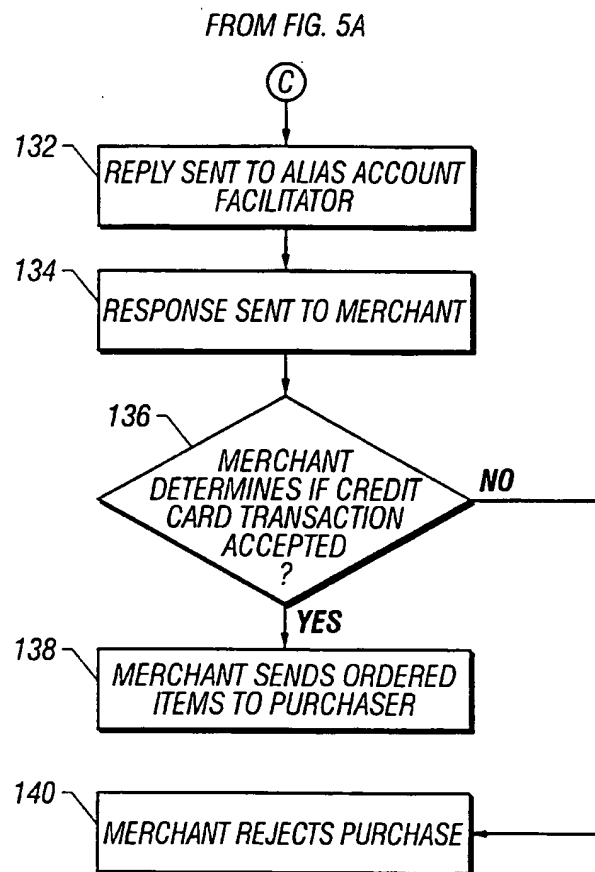 FROM FIG. 5A
C
132
REPLY SENT TO ALIAS ACCOUNT
FACILITATOR
134
RESPONSE SENT TO MERCHANT
136
MERCHANT
DETERMINES IF CREDIT
CARD TRANSACTION
ACCEPTED
?
NO
YES
138
MERCHANT SENDS ORDERED
ITEMS TO PURCHASER
140
MERCHANT REJECTS PURCHASE